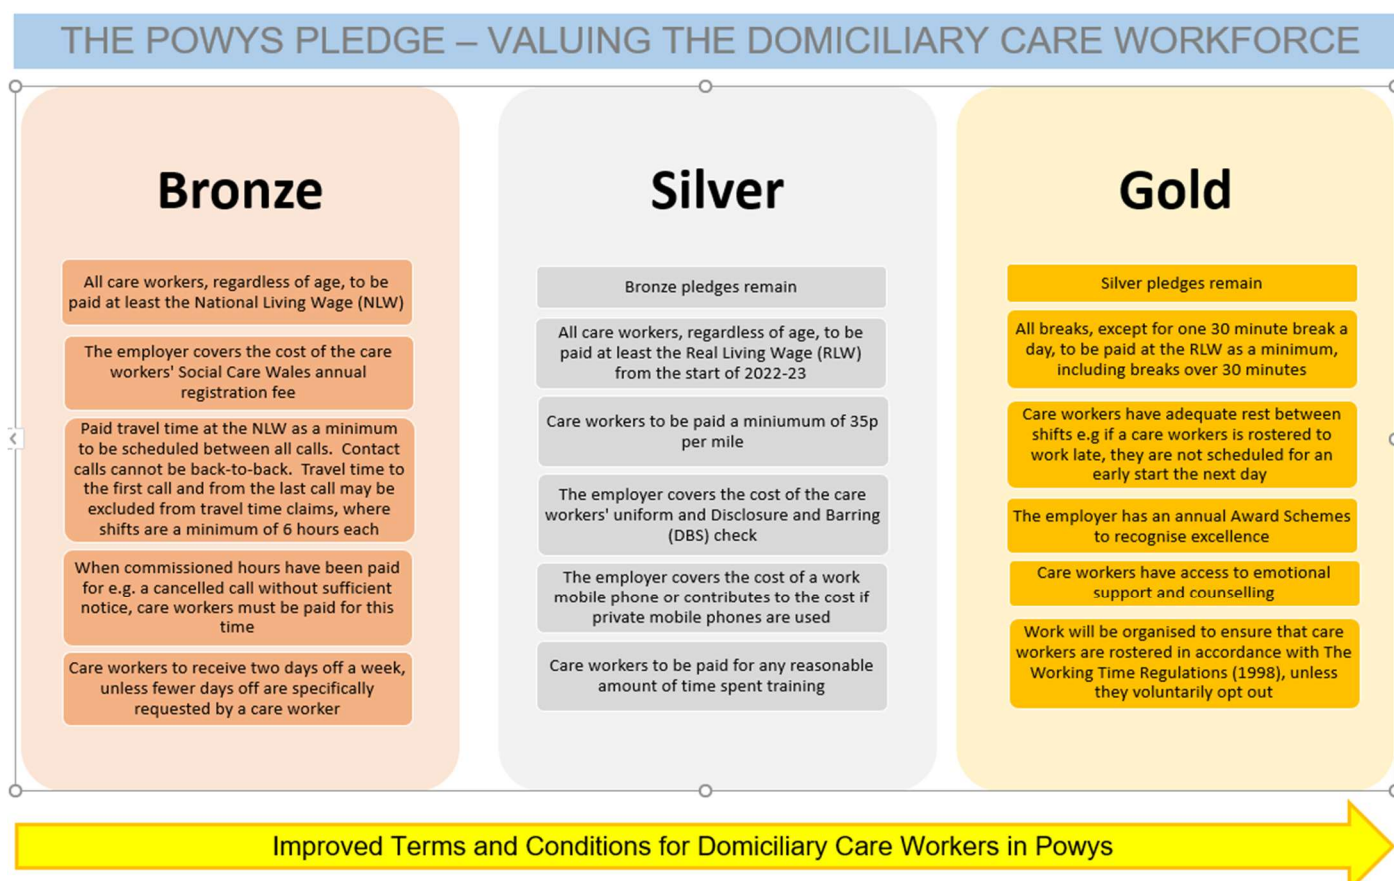 THE POWYS PLEDGE – VALUING THE DOMICILIARY CARE WORKFORCE
Bronze
All care workers, regardless of age, to be
paid at least the National Living Wage (NLW)
The employer covers the cost of the care
workers' Social Care Wales annual
registration fee
Paid travel time at the NLW as a minimum
to be scheduled between all calls.  Contact
calls cannot be back-to-back.  Travel time to
the first call and from the last call may be
excluded from travel time claims, where
shifts are a minimum of 6 hours each
When commissioned hours have been paid
for e.g. a cancelled call without sufficient
notice, care workers must be paid for this
time
Care workers to receive two days off a week,
unless fewer days off are specifically
requested by a care worker
Silver
Bronze pledges remain
All care workers, regardless of age, to be
paid at least the Real Living Wage (RLW)
from the start of 2022-23
Care workers to be paid a miniumum of 35p
per mile
The employer covers the cost of the care
workers' uniform and Disclosure and Barring
(DBS) check
The employer covers the cost of a work
mobile phone or contributes to the cost if
private mobile phones are used
Care workers to be paid for any reasonable
amount of time spent training
Gold
Silver pledges remain
All breaks, except for one 30 minute break a
day, to be paid at the RLW as a minimum,
including breaks over 30 minutes
Care workers have adequate rest between
shifts e.g if a care workers is rostered to
work late, they are not scheduled for an
early start the next day
The employer has an annual Award Schemes
to recognise excellence
Care workers have access to emotional
support and counselling
Work will be organised to ensure that care
workers are rostered in accordance with The
Working Time Regulations (1998), unless
they voluntarily opt out
Improved Terms and Conditions for Domiciliary Care Workers in Powys